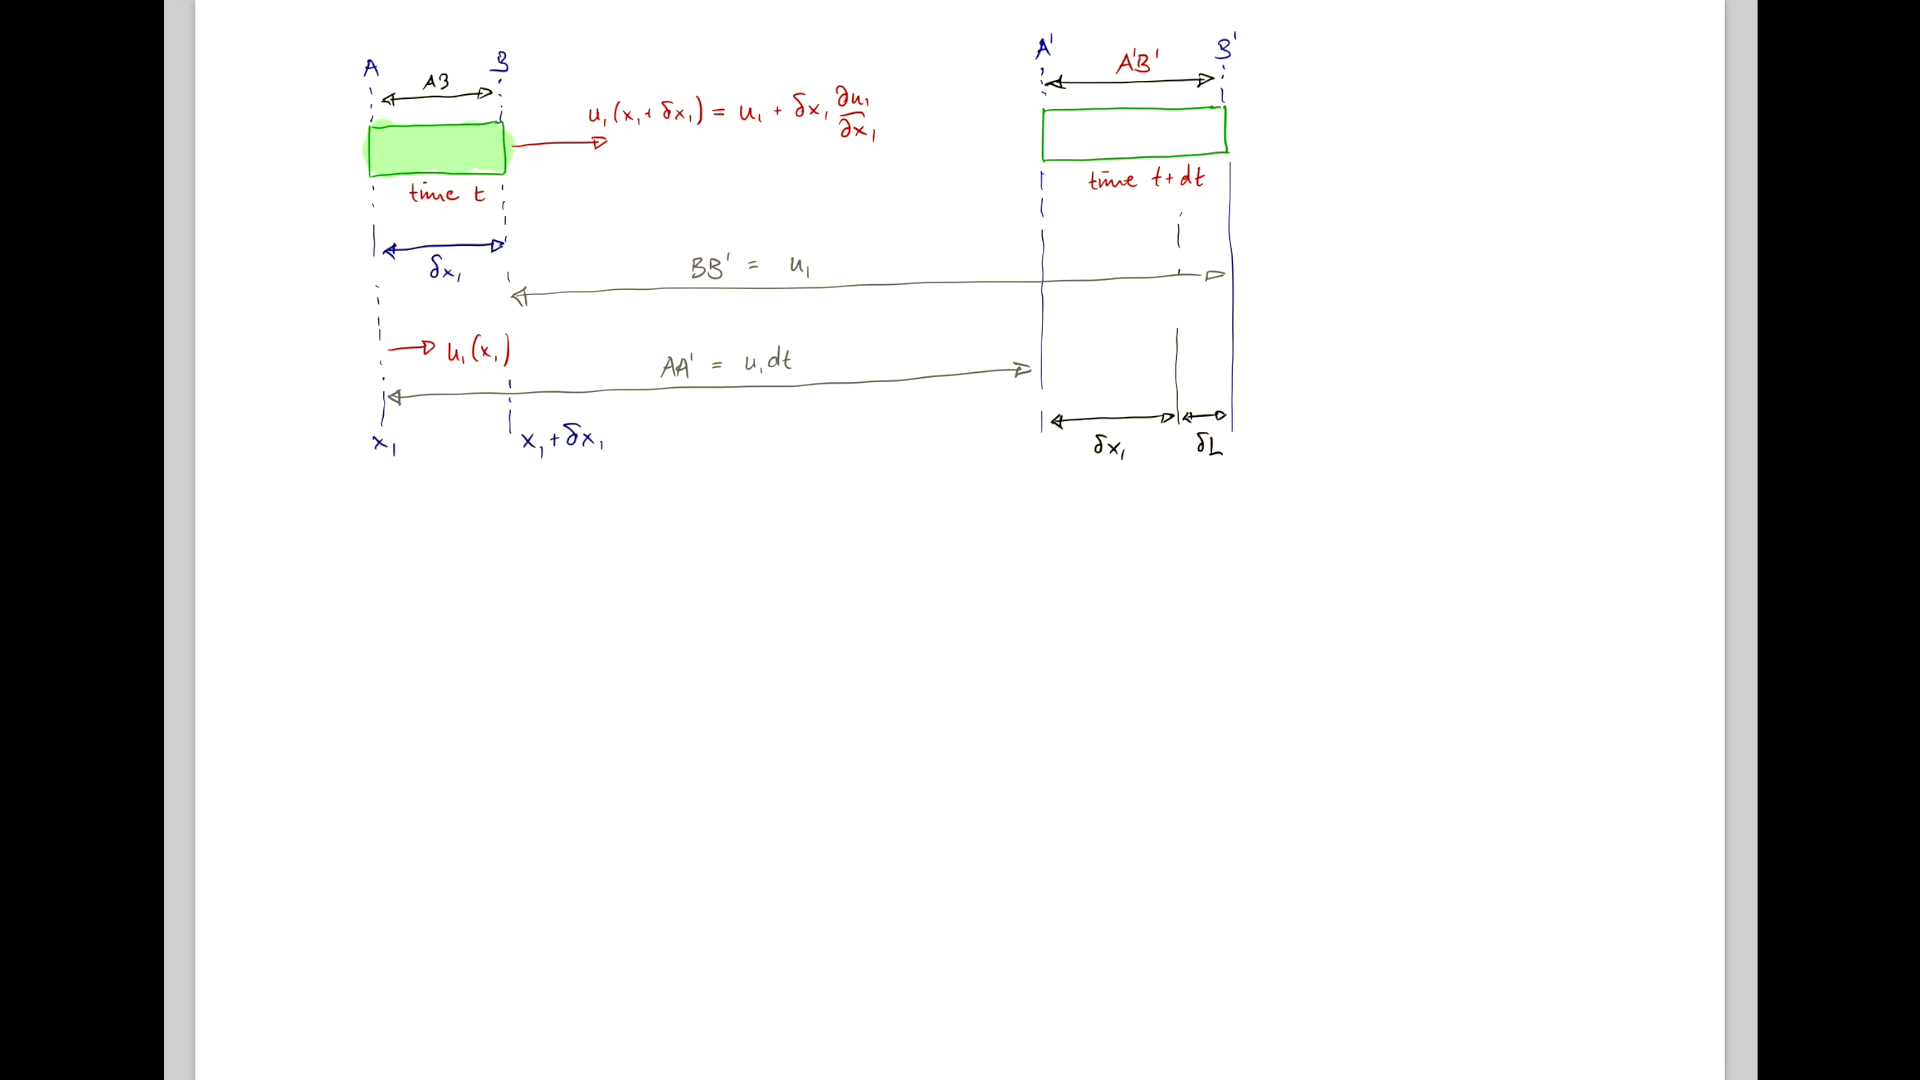 A B
AB
u₁(x₁+δx₁) = u₁ + δx₁ ∂u₁/∂x₁
time t
δx₁
BB' = u₁
u₁(x₁)
AA' = u₁dt
x₁ x₁+δx₁
A' B'
A'B'
time t+dt
δx₁ δL